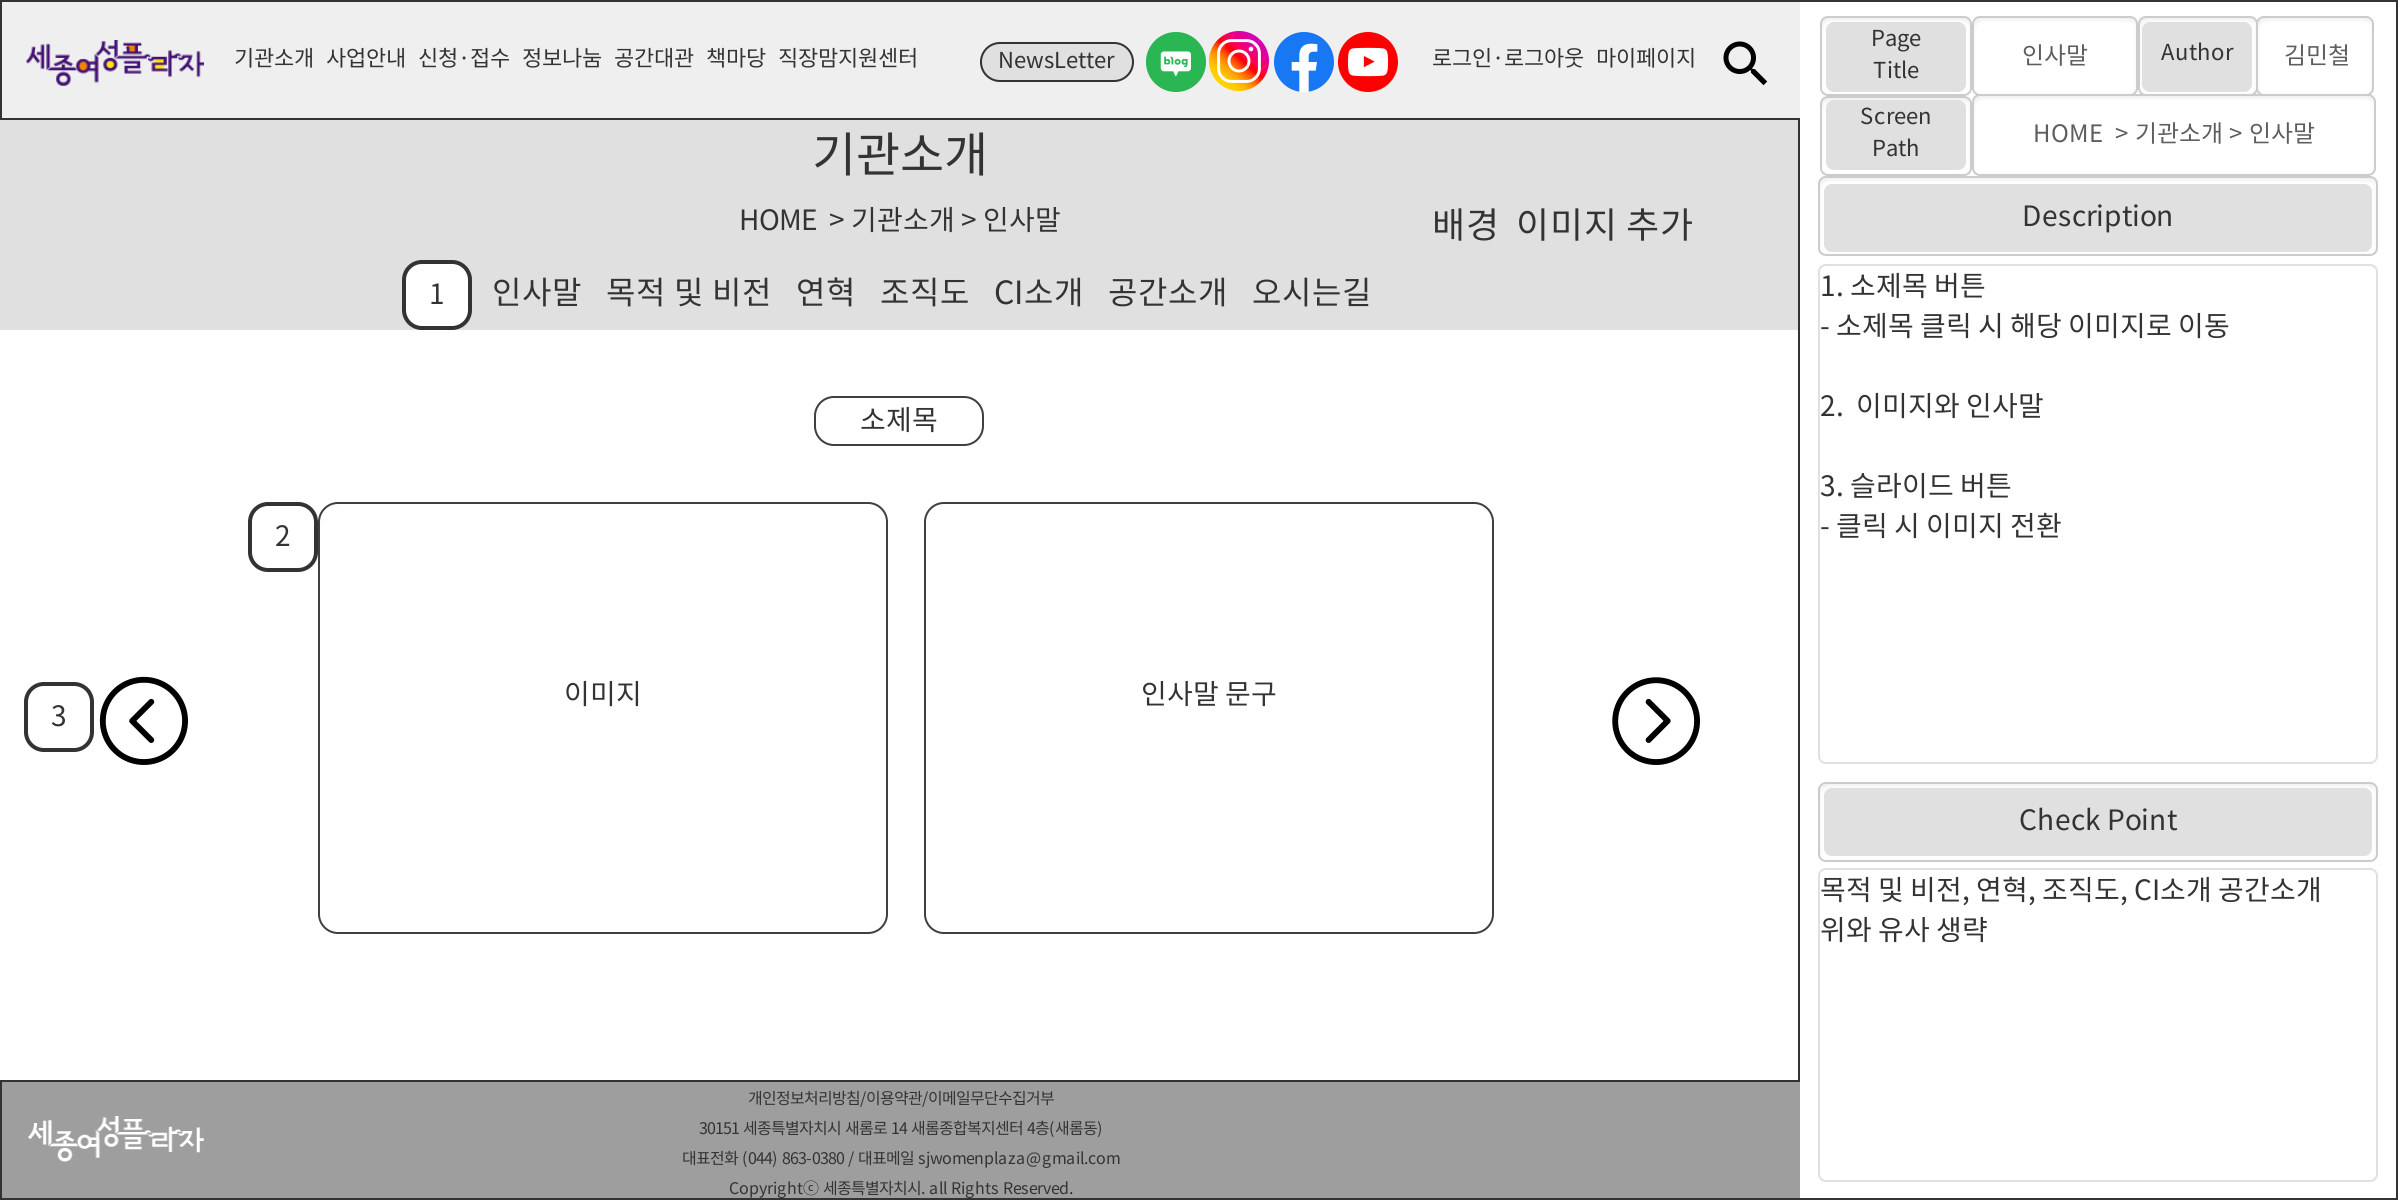 세종여성플라자
기관소개 사업안내 신청·접수 정보나눔 공간대관 책마당 직장맘지원센터
NewsLetter
blog
로그인·로그아웃 마이페이지
기관소개
HOME > 기관소개 > 인사말
배경 이미지 추가
1
인사말 목적 및 비전 연혁 조직도 CI소개 공간소개 오시는길
소제목
2
이미지
인사말 문구
3
개인정보처리방침/이용약관/이메일무단수집거부
30151 세종특별자치시 새롬로 14 새롬종합복지센터 4층(새롬동)
대표전화 (044) 863-0380 / 대표메일 sjwomenplaza@gmail.com
Copyrightⓒ 세종특별자치시. all Rights Reserved.
세종여성플라자
Page
Title
인사말
Author
김민철
Screen
Path
HOME > 기관소개 > 인사말
Description
1. 소제목 버튼
- 소제목 클릭 시 해당 이미지로 이동
2. 이미지와 인사말
3. 슬라이드 버튼
- 클릭 시 이미지 전환
Check Point
목적 및 비전, 연혁, 조직도, CI소개 공간소개
위와 유사 생략